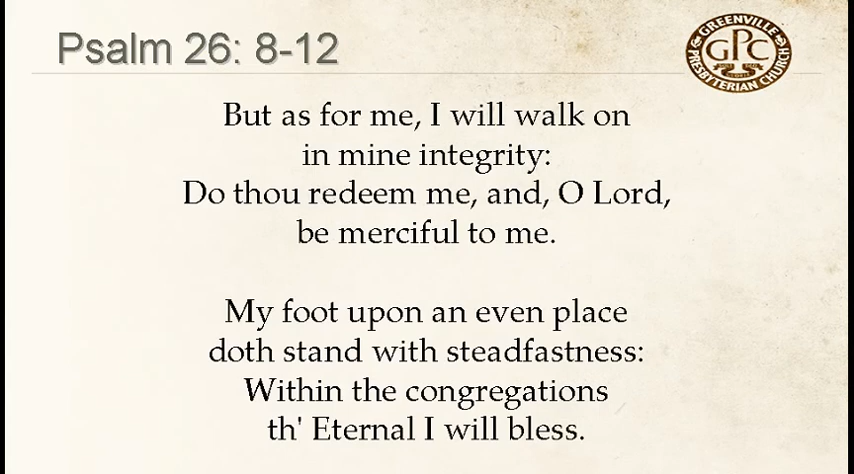 Psalm 26: 8-12
GREENVILLE
GPC
PRESBYTERIAN CHURCH
But as for me, I will walk on
in mine integrity:
Do thou redeem me, and, O Lord,
be merciful to me.
My foot upon an even place
doth stand with steadfastness:
Within the congregations
th' Eternal I will bless.